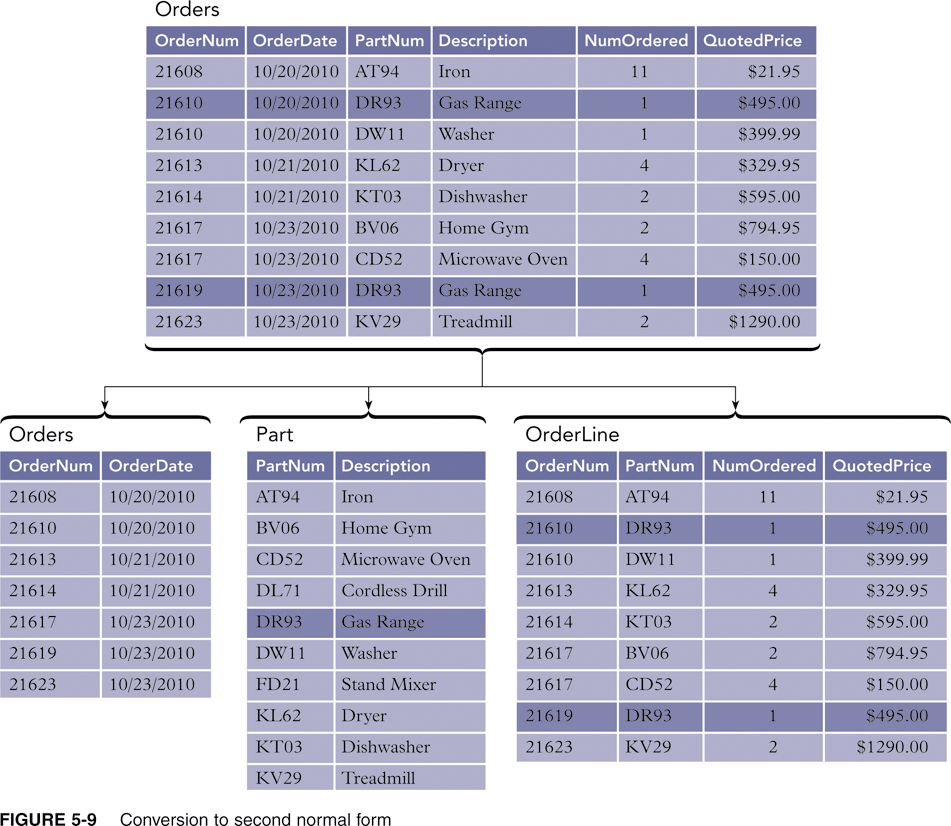 Orders
OrderNum OrderDate PartNum Description NumOrdered QuotedPrice
21608 10/20/2010 AT94 Iron 11 $21.95
21610 10/20/2010 DR93 Gas Range 1 $495.00
21610 10/20/2010 DW11 Washer 1 $399.99
21613 10/21/2010 KL62 Dryer 4 $329.95
21614 10/21/2010 KT03 Dishwasher 2 $595.00
21617 10/23/2010 BV06 Home Gym 2 $794.95
21617 10/23/2010 CD52 Microwave Oven 4 $150.00
21619 10/23/2010 DR93 Gas Range 1 $495.00
21623 10/23/2010 KV29 Treadmill 2 $1290.00
Orders
OrderNum OrderDate
21608 10/20/2010
21610 10/20/2010
21613 10/21/2010
21614 10/21/2010
21617 10/23/2010
21619 10/23/2010
21623 10/23/2010
Part
PartNum Description
AT94 Iron
BV06 Home Gym
CD52 Microwave Oven
DL71 Cordless Drill
DR93 Gas Range
DW11 Washer
FD21 Stand Mixer
KL62 Dryer
KT03 Dishwasher
KV29 Treadmill
OrderLine
OrderNum PartNum NumOrdered QuotedPrice
21608 AT94 11 $21.95
21610 DR93 1 $495.00
21610 DW11 1 $399.99
21613 KL62 4 $329.95
21614 KT03 2 $595.00
21617 BV06 2 $794.95
21617 CD52 4 $150.00
21619 DR93 1 $495.00
21623 KV29 2 $1290.00
FIGURE 5-9 Conversion to second normal form